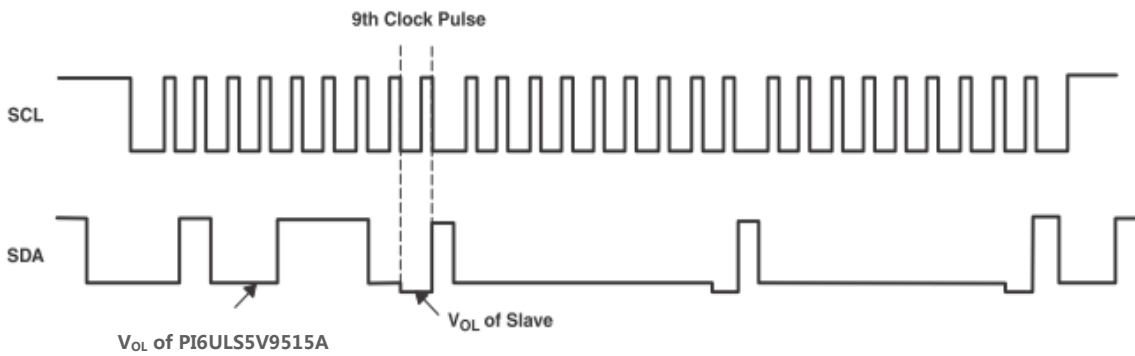 9th Clock Pulse
SCL
SDA
VOL of Slave
VOL of PI6ULS5V9515A